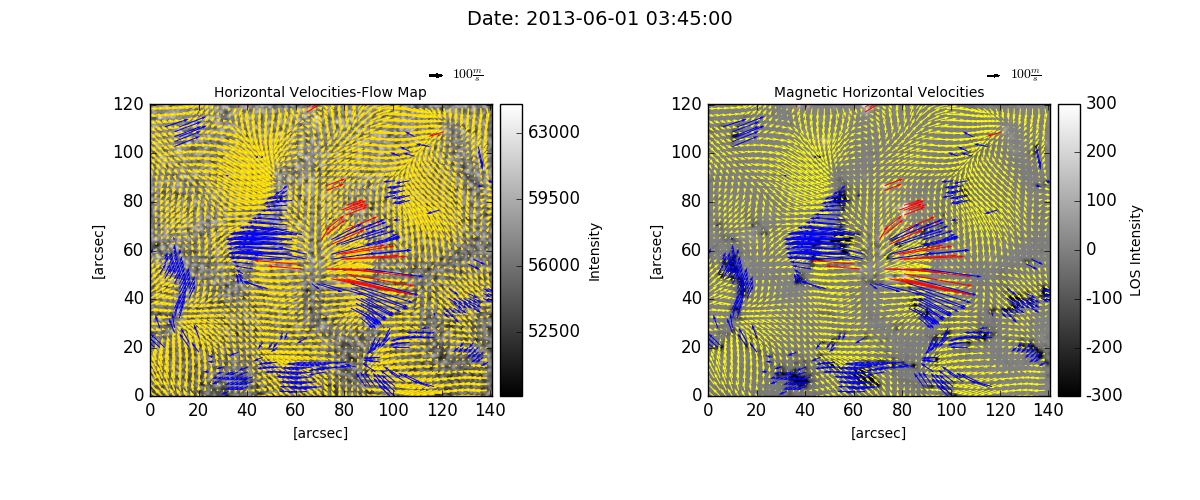 Date: 2013-06-01 03:45:00
100 m/s
Horizontal Velocities-Flow Map
120
100
80
60
40
20
0
[arcsec]
0 20 40 60 80 100 120 140
[arcsec]
63000
59500
56000
52500
Intensity
100 m/s
Magnetic Horizontal Velocities
120
100
80
60
40
20
0
[arcsec]
0 20 40 60 80 100 120 140
[arcsec]
300
200
100
0
-100
-200
-300
LOS Intensity